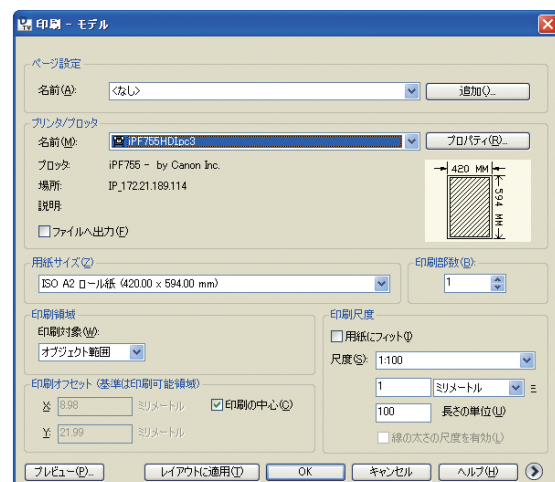 印刷 - モデル
ページ設定
名前(A):
<なし>
追加()...
プリンタ/プロッタ
名前(M):
iPF755HDIpc3
プロパティ(R)...
プロッタ:
iPF755 - by Canon Inc.
場所:
IP_172.21.189.114
説明:
ファイルへ出力(F)
420 MM
594 MM
用紙サイズ(Z)
ISO A2 ロール紙 (420.00 x 594.00 mm)
印刷部数(B):
1
印刷領域
印刷対象(W):
オブジェクト範囲
印刷尺度
用紙にフィット(I)
尺度(S):
1:100
1
ミリメートル
=
100
長さの単位(U)
線の太さの尺度を有効(L)
印刷オフセット (基準は印刷可能領域)
X:
8.98
ミリメートル
印刷の中心(C)
Y:
21.99
ミリメートル
プレビュー(P)...
レイアウトに適用(T)
OK
キャンセル
ヘルプ(H)